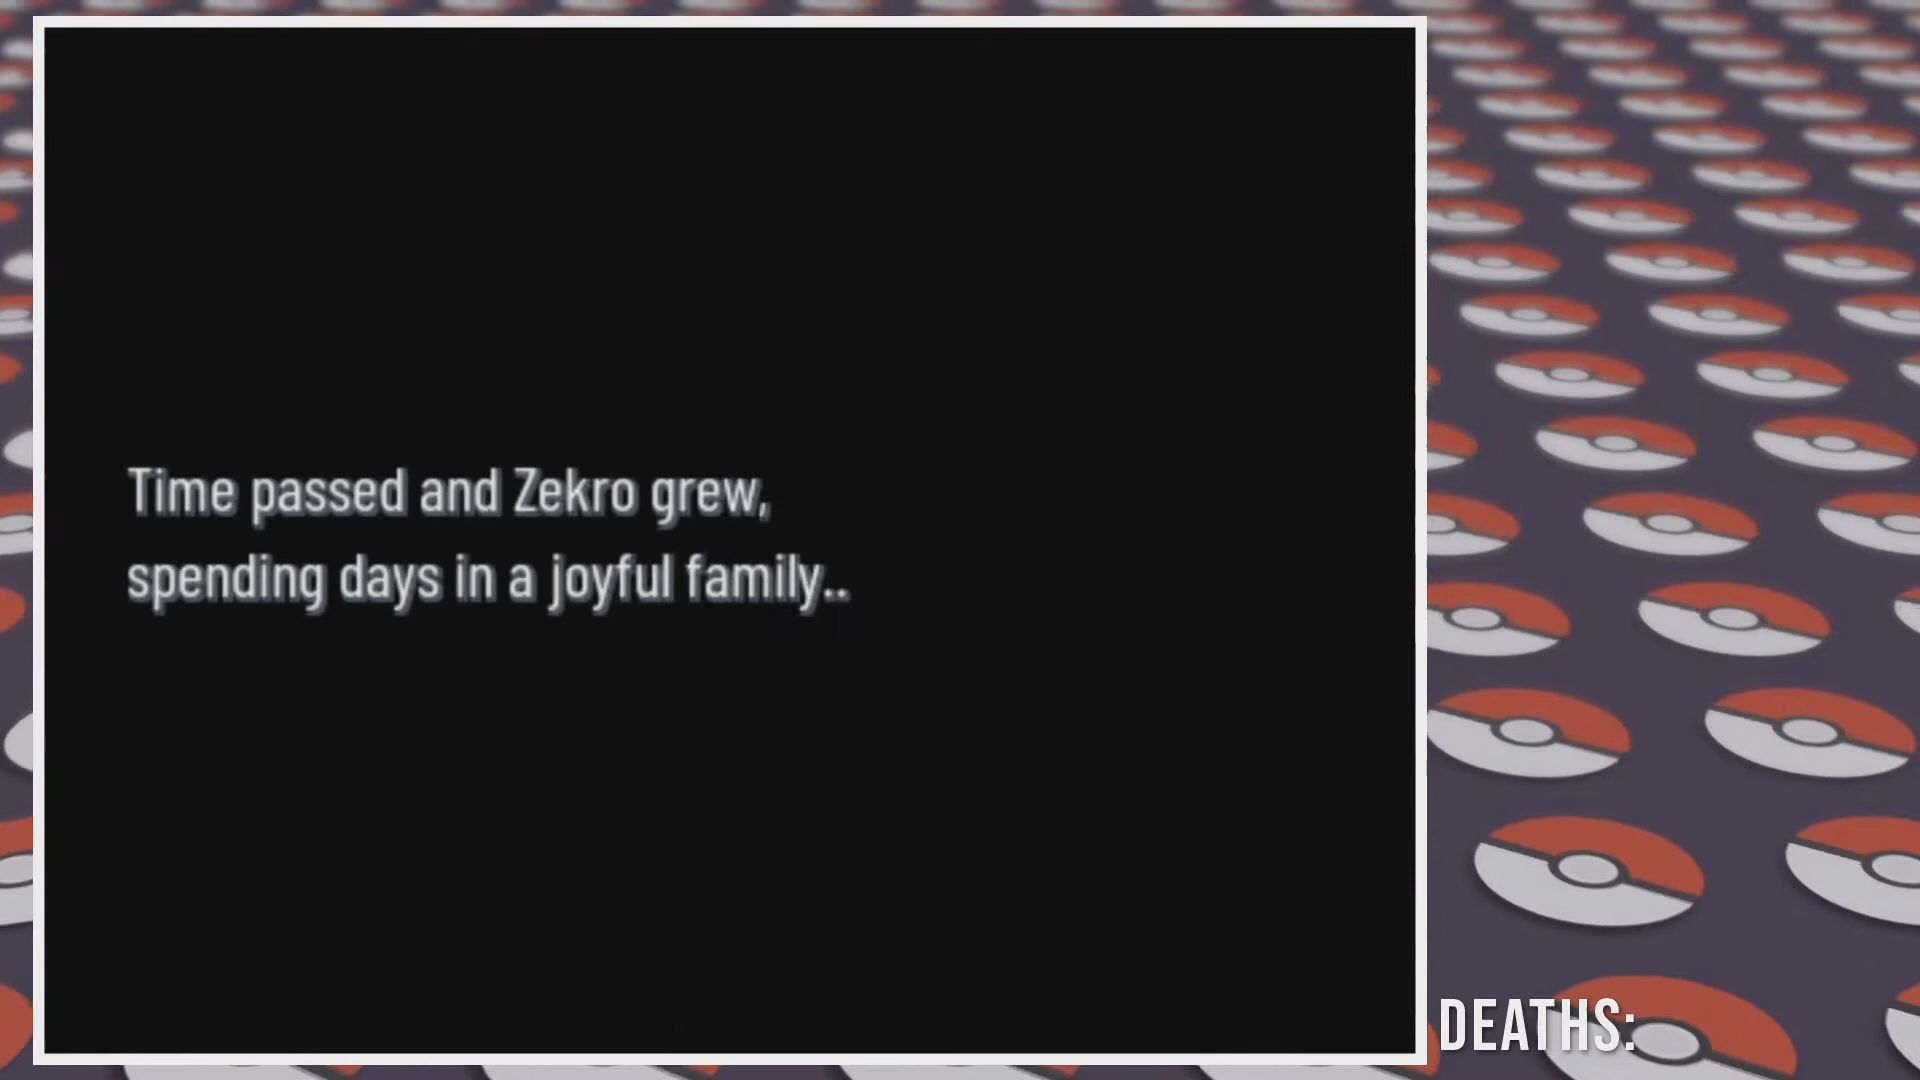 Time passed and Zekro grew,
spending days in a joyful family..
DEATHS: